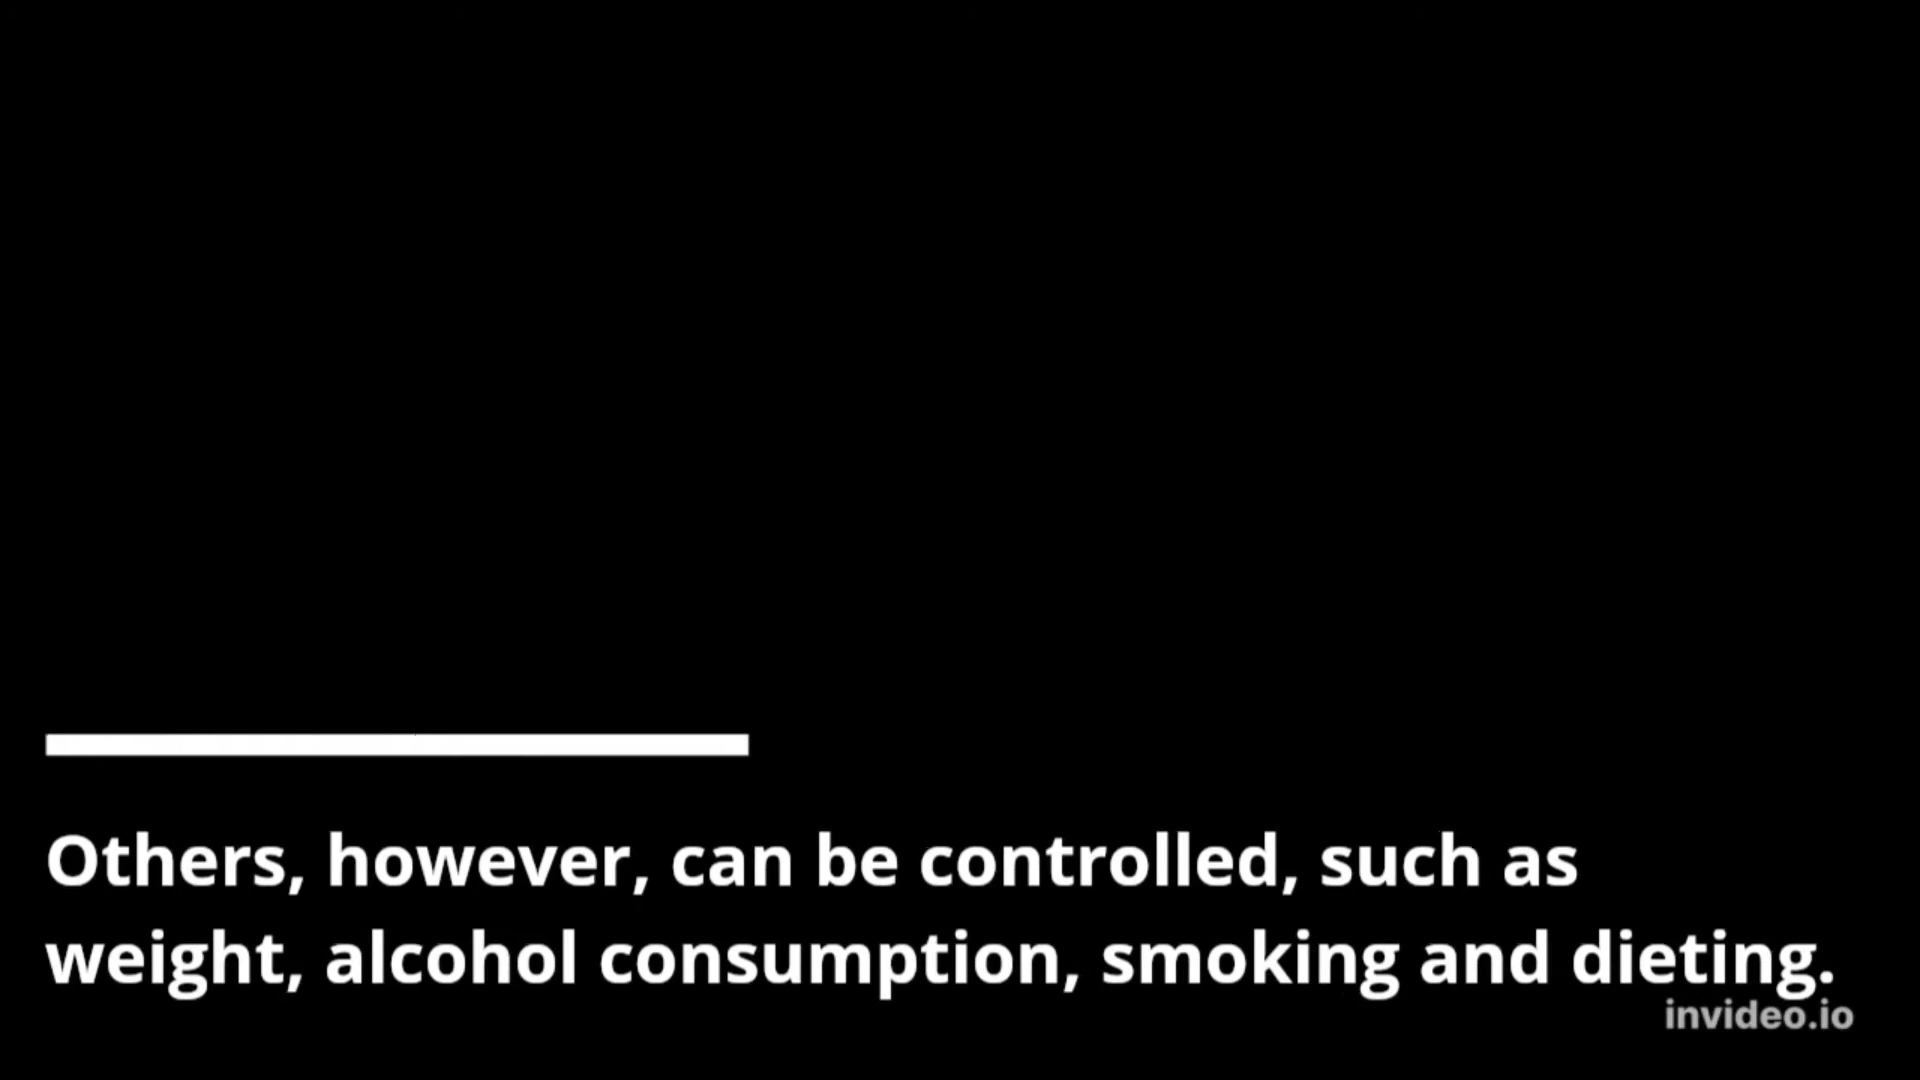 Others, however, can be controlled, such as
weight, alcohol consumption, smoking and dieting.
invideo.io